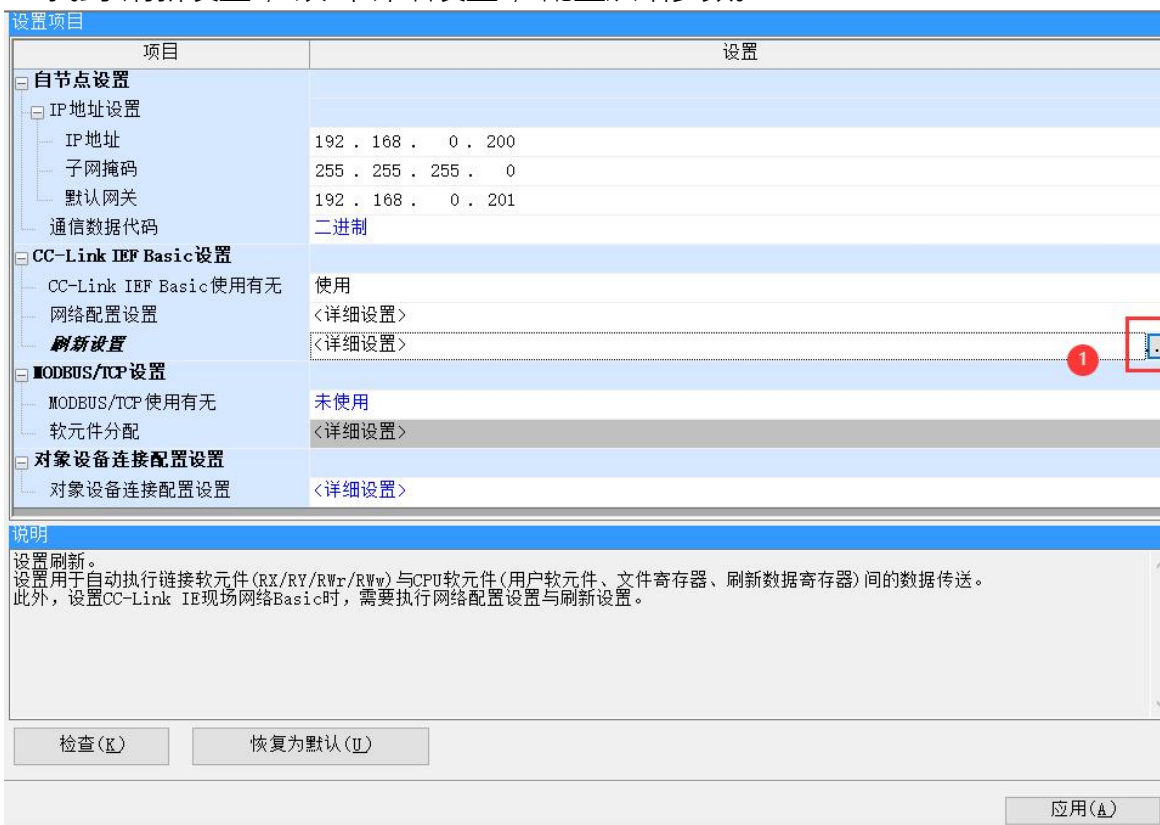 设置项目
项目 设置
自节点设置
IP地址设置
IP地址 192 . 168 . 0 . 200
子网掩码 255 . 255 . 255 . 0
默认网关 192 . 168 . 0 . 201
通信数据代码 二进制
CC-Link IEF Basic设置
CC-Link IEF Basic使用有无 使用
网络配置设置 <详细设置>
刷新设置 <详细设置>
1
MODBUS/TCP设置
MODBUS/TCP使用有无 未使用
软元件分配 <详细设置>
对象设备连接配置设置
对象设备连接配置设置 <详细设置>
说明
设置刷新。
设置用于自动执行链接软元件(RX/RY/RWr/RWw)与CPU软元件(用户软元件、文件寄存器、刷新数据寄存器)间的数据传送。
此外，设置CC-Link IE现场网络Basic时，需要执行网络配置设置与刷新设置。
检查(K) 恢复为默认(U)
应用(A)